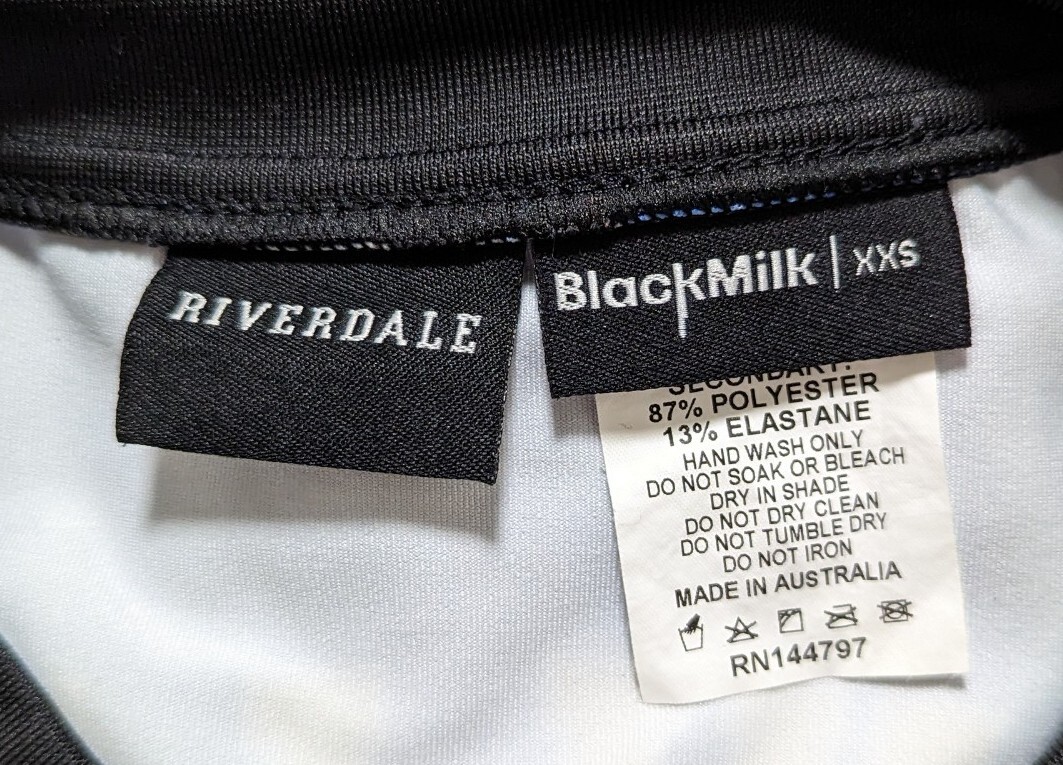 RIVERDALE
BlackMilk | XXS
SECONDARY:
87% POLYESTER
13% ELASTANE
HAND WASH ONLY
DO NOT SOAK OR BLEACH
DRY IN SHADE
DO NOT DRY CLEAN
DO NOT TUMBLE DRY
DO NOT IRON
MADE IN AUSTRALIA
RN144797